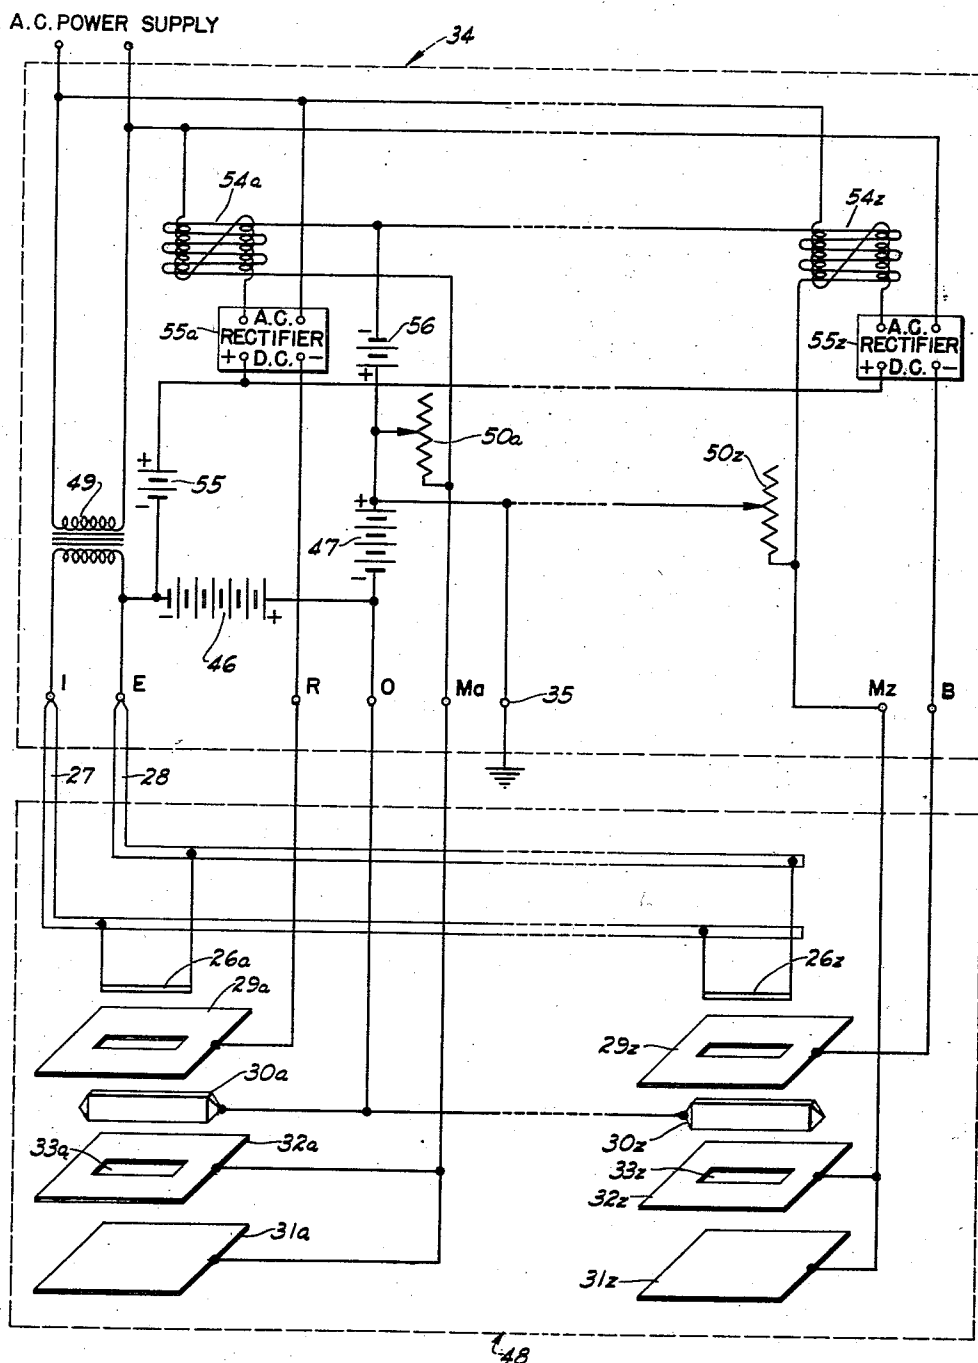 A.C. POWER SUPPLY
34
54a
54z
A.C.
RECTIFIER
+ D.C. -
55a
- 56 +
A.C.
RECTIFIER
+ D.C. -
55z
50a
50z
+ 55 -
49
+ 47 -
- 46 +
I
E
R
O
Ma
35
Mz
B
27
28
26a
26z
29a
29z
30a
30z
33a
32a
33z
32z
31a
31z
48